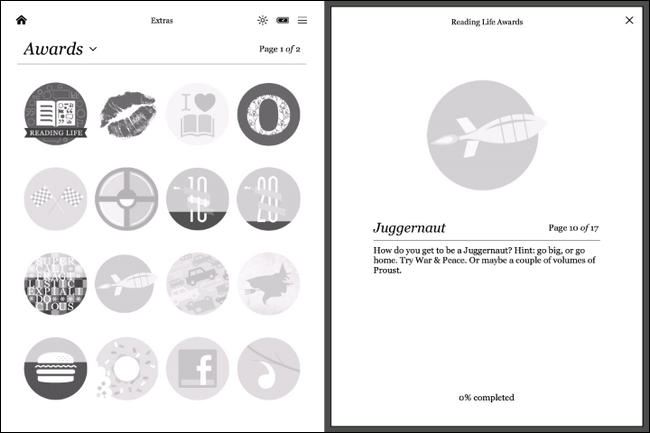 Extras
Awards
Page 1 of 2
READING LIFE
I
O
10
20
SUPER
CALI
FRAGI
LISTIC
EXPIALI
DO
CIOUS
f
Reading Life Awards
Juggernaut
Page 10 of 17
How do you get to be a Juggernaut? Hint: go big, or go
home. Try War & Peace. Or maybe a couple of volumes of
Proust.
0% completed